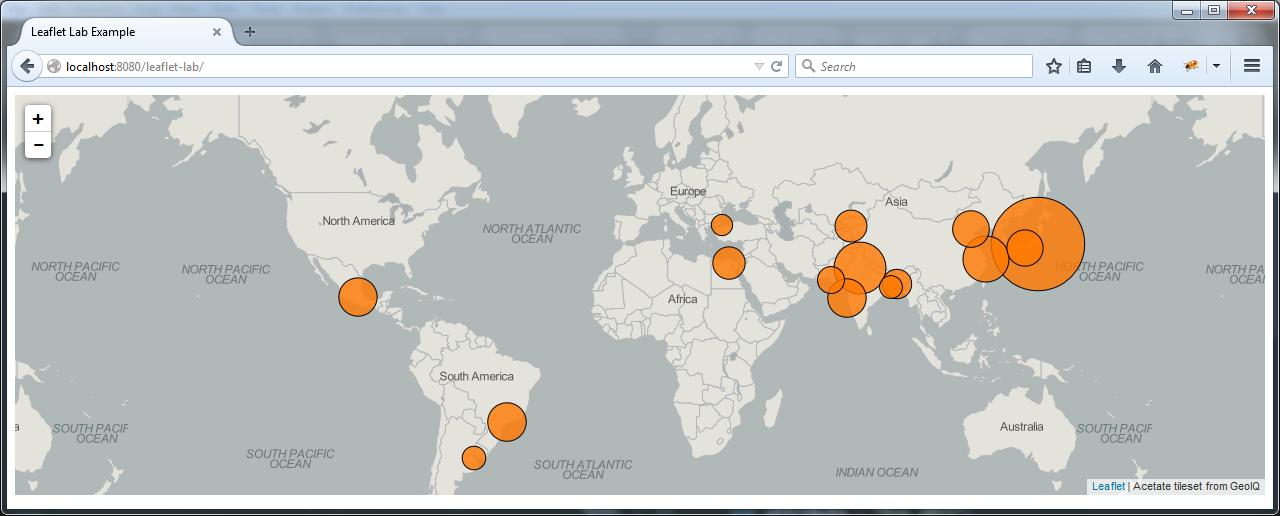 Leaflet Lab Example
localhost:8080/leaflet-lab/
Search
+
−
Europe
Asia
North America
NORTH ATLANTIC
OCEAN
NORTH PACIFIC
OCEAN
NORTH PACIFIC
OCEAN
NORTH PACIFIC
OCEAN
NORTH PA
OCEA
Africa
South America
a
SOUTH PACIFIC
OCEAN
Australia
SOUTH PACIFIC
OCEAN
SOUTH PACIFIC
OCEAN
SOUTH ATLANTIC
OCEAN
INDIAN OCEAN
Leaflet | Acetate tileset from GeoIQ